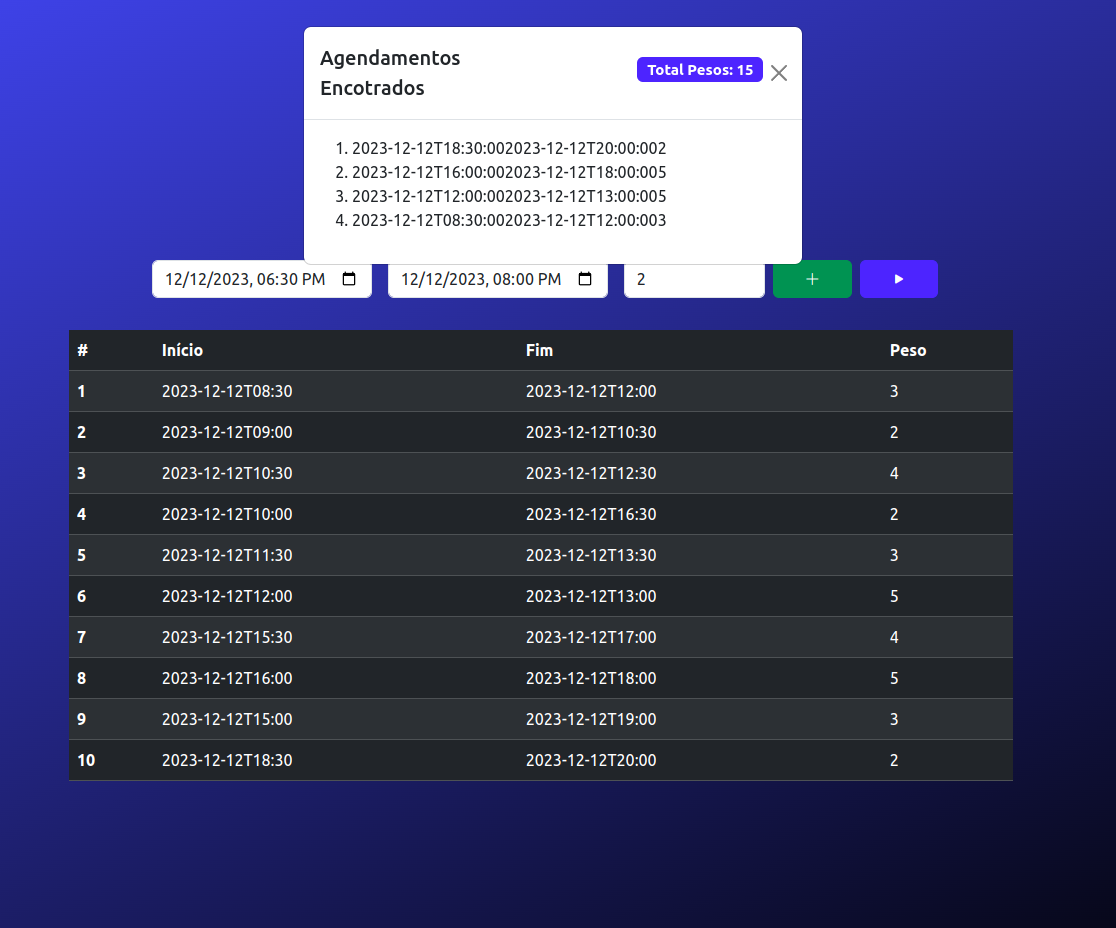 Agendamentos
Encotrados
Total Pesos: 15
1. 2023-12-12T18:30:002023-12-12T20:00:002
2. 2023-12-12T16:00:002023-12-12T18:00:005
3. 2023-12-12T12:00:002023-12-12T13:00:005
4. 2023-12-12T08:30:002023-12-12T12:00:003
12/12/2023, 06:30 PM 12/12/2023, 08:00 PM 2 +
# Início Fim Peso
1 2023-12-12T08:30 2023-12-12T12:00 3
2 2023-12-12T09:00 2023-12-12T10:30 2
3 2023-12-12T10:30 2023-12-12T12:30 4
4 2023-12-12T10:00 2023-12-12T16:30 2
5 2023-12-12T11:30 2023-12-12T13:30 3
6 2023-12-12T12:00 2023-12-12T13:00 5
7 2023-12-12T15:30 2023-12-12T17:00 4
8 2023-12-12T16:00 2023-12-12T18:00 5
9 2023-12-12T15:00 2023-12-12T19:00 3
10 2023-12-12T18:30 2023-12-12T20:00 2